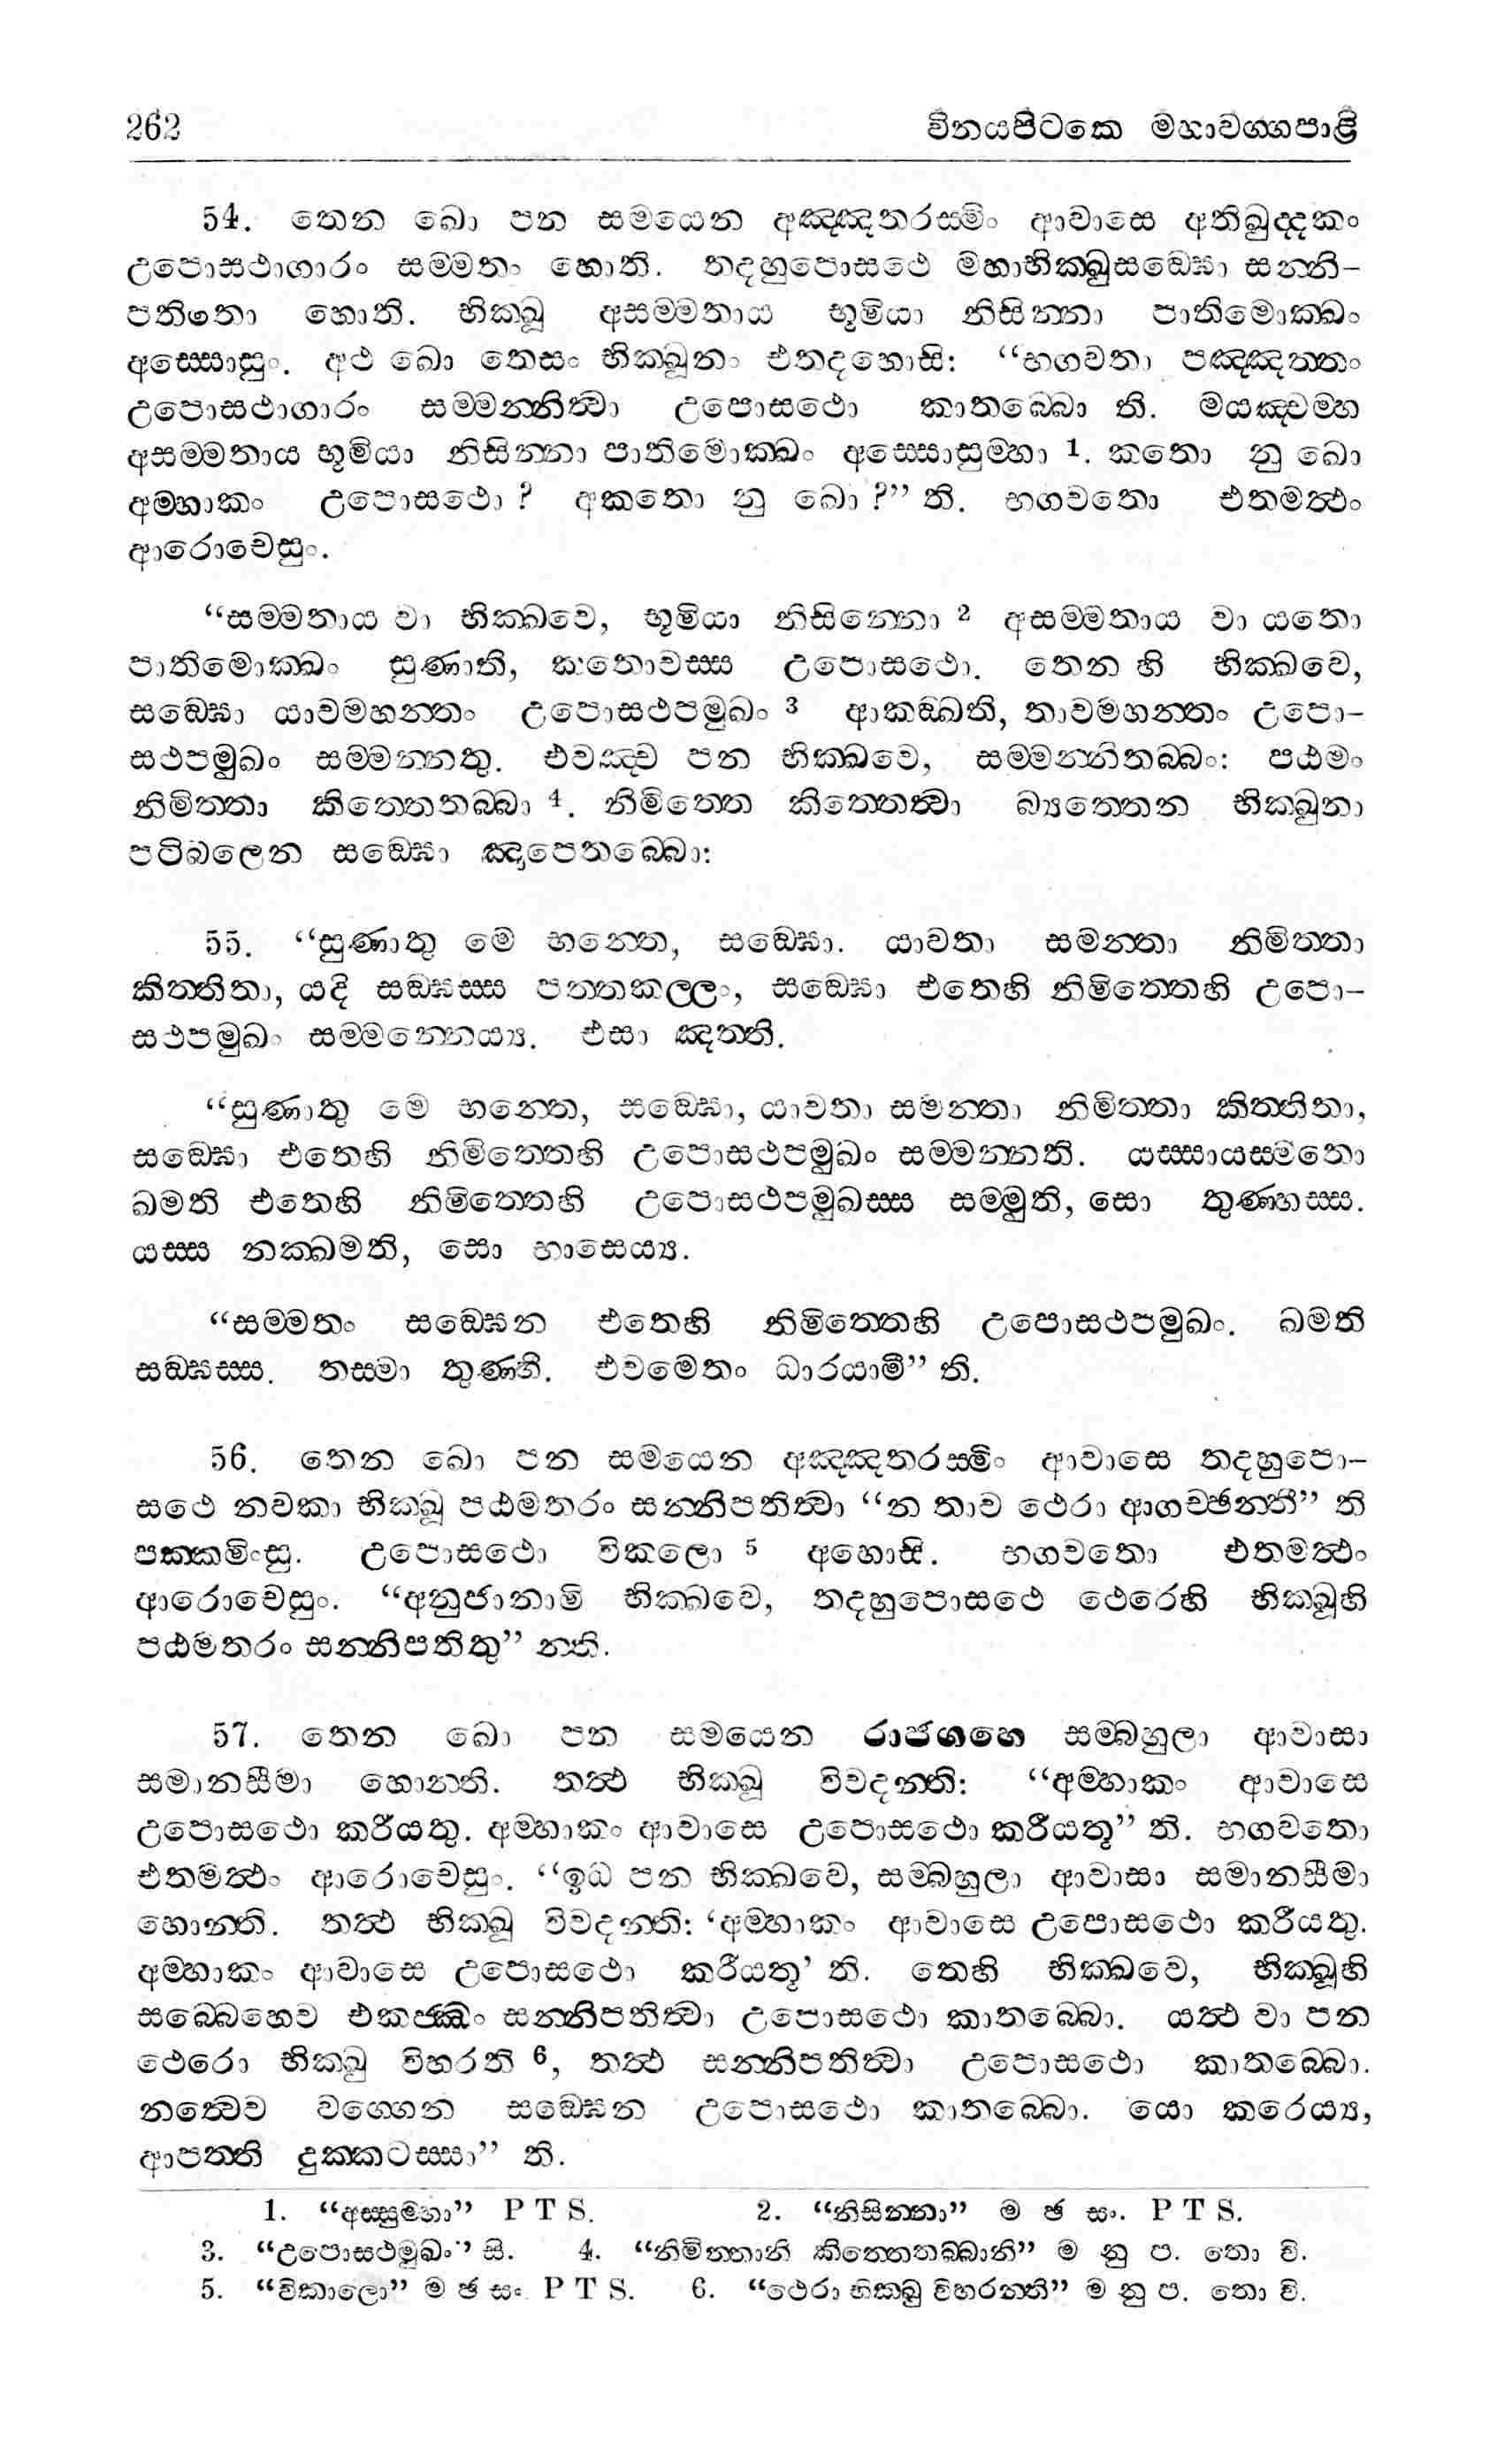 262 විනයපිටකෙ මහාවග්ගපාළි
54. තෙන ඛො පන සමයෙන අඤ්ඤතරස්මිං ආවාසෙ අතිඛුද්දකං
උපොසථාගාරං සම්මතං හොති. තදහුපොසථෙ මහාභික්ඛුසඞ්ඝො සන්නි-
පතිතො හොති. භික්ඛූ අසම්මතාය භූමියා නිසින්නා පාතිමොක්ඛං
අස්සොසුං. අථ ඛො තෙසං භික්ඛූනං එතදහොසි: “භගවතා පඤ්ඤත්තං
උපොසථාගාරං සම්මන්නිත්වා උපොසථො කාතබ්බො ති. මයඤ්චම්හ
අසම්මතාය භූමියා නිසින්නා පාතිමොක්ඛං අස්සොසුම්හා 1. කතො නු ඛො
අම්හාකං උපොසථො ? අකතො නු ඛො ?” ති. භගවතො එතමත්ථං
ආරොචෙසුං.
“සම්මතාය වා භික්ඛවෙ, භූමියා නිසින්නො 2 අසම්මතාය වා යතො
පාතිමොක්ඛං සුණාති, කතොවස්ස උපොසථො. තෙන හි භික්ඛවෙ,
සඞ්ඝො යාවමහන්තං උපොසථපමුඛං 3 ආකඞ්ඛති, තාවමහන්තං උපො-
සථපමුඛං සම්මන්නතු. එවඤ්ච පන භික්ඛවෙ, සම්මන්නිතබ්බං: පඨමං
නිමිත්තා කිත්තෙතබ්බා 4. නිමිත්තෙ කිත්තෙත්වා බ්‍යත්තෙන භික්ඛුනා
පටිබලෙන සඞ්ඝො ඤාපෙතබ්බො:
55. “සුණාතු මෙ භන්තෙ, සඞ්ඝො. යාවතා සමන්තා නිමිත්තා
කිත්තිතා, යදි සඞ්ඝස්ස පත්තකල්ලං, සඞ්ඝො එතෙහි නිමිත්තෙහි උපො-
සථපමුඛං සම්මන්නෙය්‍ය. එසා ඤත්ති.
“සුණාතු මෙ භන්තෙ, සඞ්ඝො, යාවතා සමන්තා නිමිත්තා කිත්තිතා,
සඞ්ඝො එතෙහි නිමිත්තෙහි උපොසථපමුඛං සම්මන්නති. යස්සායස්මතො
ඛමති එතෙහි නිමිත්තෙහි උපොසථපමුඛස්ස සම්මුති, සො තුණ්හස්ස.
යස්ස නක්ඛමති, සො භාසෙය්‍ය.
“සම්මතං සඞ්ඝෙන එතෙහි නිමිත්තෙහි උපොසථපමුඛං. ඛමති
සඞ්ඝස්ස. තස්මා තුණ්හී. එවමෙතං ධාරයාමී” ති.
56. තෙන ඛො පන සමයෙන අඤ්ඤතරස්මිං ආවාසෙ තදහුපො-
සථෙ නවකා භික්ඛූ පඨමතරං සන්නිපතිත්වා “න තාව ථෙරා ආගච්ඡන්තී” ති
පක්කමිංසු. උපොසථො විකලො 5 අහොසි. භගවතො එතමත්ථං
ආරොචෙසුං. “අනුජානාමි භික්ඛවෙ, තදහුපොසථෙ ථෙරෙහි භික්ඛූහි
පඨමතරං සන්නිපතිතු” න්ති.
57. තෙන ඛො පන සමයෙන රාජගහෙ සම්බහුලා ආවාසා
සමානසීමා හොන්ති. තත්ථ භික්ඛූ විවදන්ති: “අම්හාකං ආවාසෙ
උපොසථො කරීයතු. අම්හාකං ආවාසෙ උපොසථො කරීයතූ” ති. භගවතො
එතමත්ථං ආරොචෙසුං. “ඉධ පන භික්ඛවෙ, සම්බහුලා ආවාසා සමානසීමා
හොන්ති. තත්ථ භික්ඛූ විවදන්ති: ‘අම්හාකං ආවාසෙ උපොසථො කරීයතු.
අම්හාකං ආවාසෙ උපොසථො කරීයතූ’ ති. තෙහි භික්ඛවෙ, භික්ඛූහි
සබ්බෙහෙව එකජ්ඣං සන්නිපතිත්වා උපොසථො කාතබ්බො. යත්ථ වා පන
ථෙරො භික්ඛු විහරති 6, තත්ථ සන්නිපතිත්වා උපොසථො කාතබ්බො.
නත්වෙව වග්ගෙන සඞ්ඝෙන උපොසථො කාතබ්බො. යො කරෙය්‍ය,
ආපත්ති දුක්කටස්සා” ති.
1. “අස්සුම්හා” P T S. 2. “නිසින්නා” ම ඡ සං. P T S.
3. “උපොසථමුඛං” සි. 4. “නිමිත්තානි කිත්තෙතබ්බානි” ම නු ප. තො වි.
5. “විකාලො” ම ඡ සං P T S. 6. “ථෙරා භික්ඛු විහරන්ති” ම නු ප. තො වි.